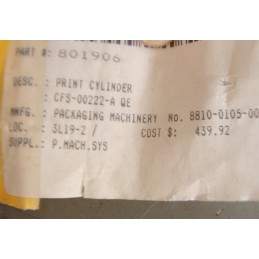 PART #: 801906
DESC. : PRINT CYLINDER
: CFS-00222-A QE
MNFG. : PACKAGING MACHINERY No. 8810-0105-00
LOC. : 3L19-2 / COST $: 439.92
SUPPL.: P.MACH.SYS